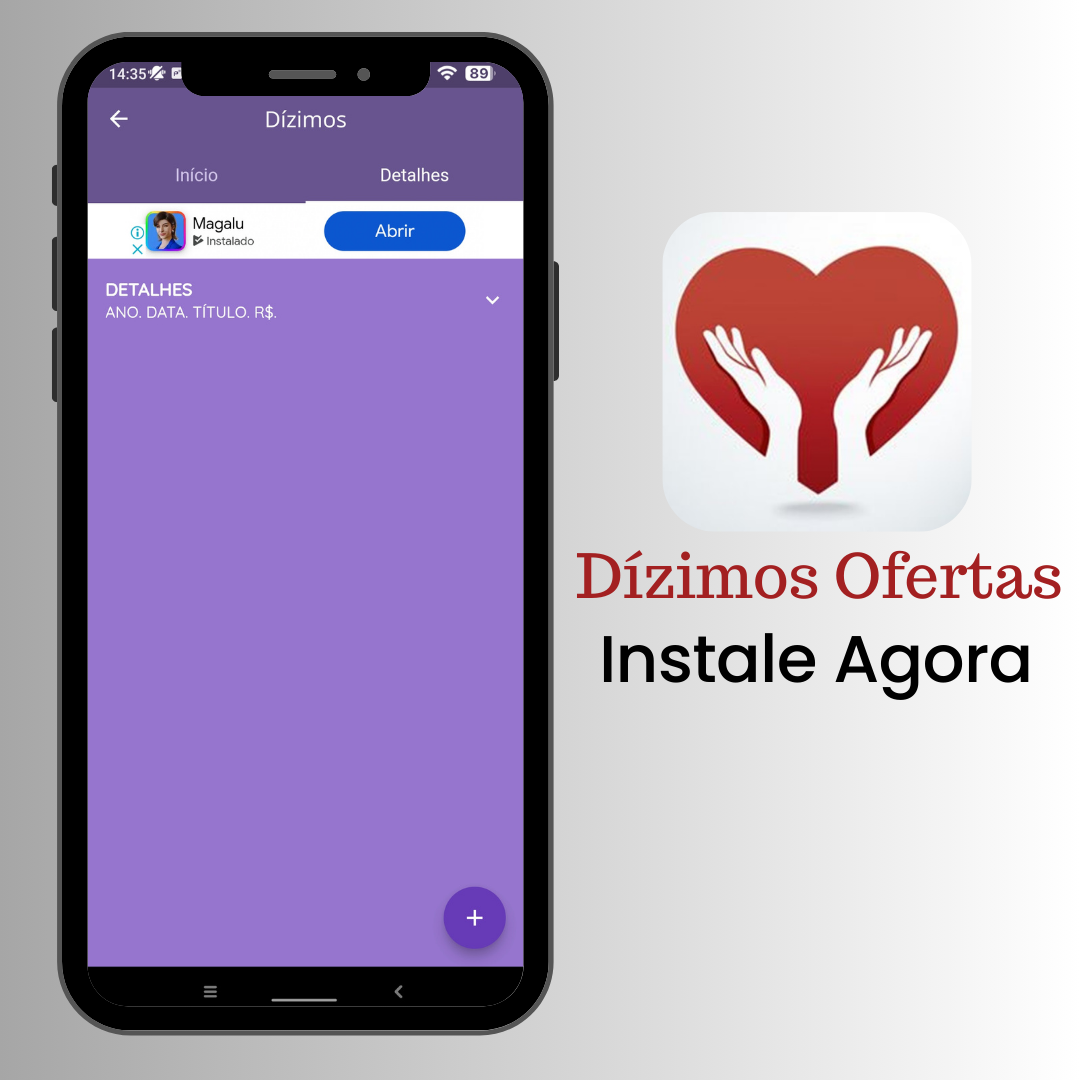 14:35
89
Dízimos
Início
Detalhes
Magalu
Instalado
Abrir
DETALHES
ANO. DATA. TÍTULO. R$.
Dízimos Ofertas
Instale Agora